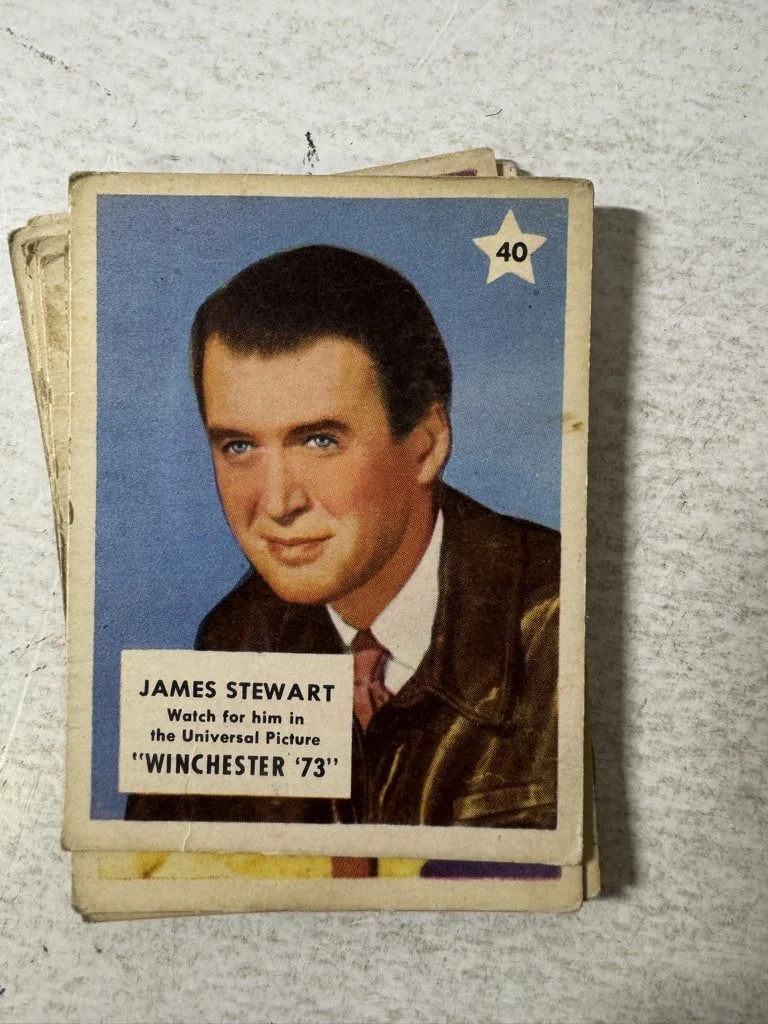 40
JAMES STEWART
Watch for him in
the Universal Picture
"WINCHESTER '73"